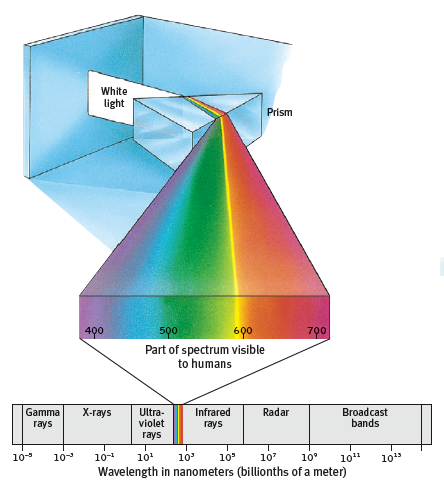 White
light
Prism
400 500 600 700
Part of spectrum visible
to humans
Gamma
rays
X-rays
Ultra-
violet
rays
Infrared
rays
Radar
Broadcast
bands
10⁻⁵ 10⁻³ 10⁻¹ 10¹ 10³ 10⁵ 10⁷ 10⁹ 10¹¹ 10¹³
Wavelength in nanometers (billionths of a meter)